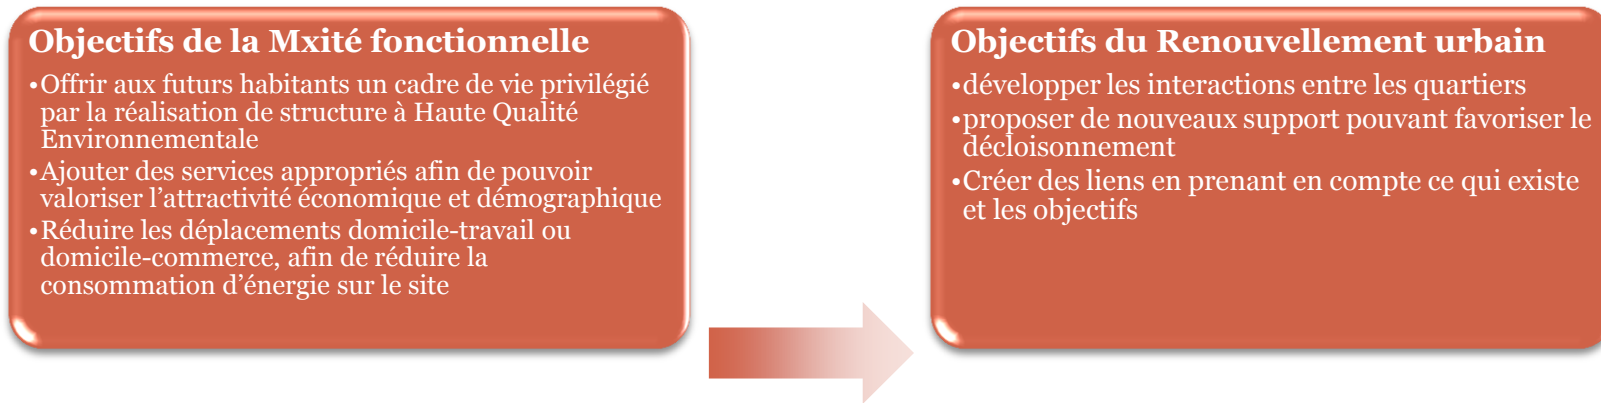 Objectifs de la Mxité fonctionnelle
•Offrir aux futurs habitants un cadre de vie privilégié
par la réalisation de structure à Haute Qualité
Environnementale
•Ajouter des services appropriés afin de pouvoir
valoriser l’attractivité économique et démographique
•Réduire les déplacements domicile-travail ou
domicile-commerce, afin de réduire la
consommation d’énergie sur le site
Objectifs du Renouvellement urbain
•développer les interactions entre les quartiers
•proposer de nouveaux support pouvant favoriser le
décloisonnement
•Créer des liens en prenant en compte ce qui existe
et les objectifs